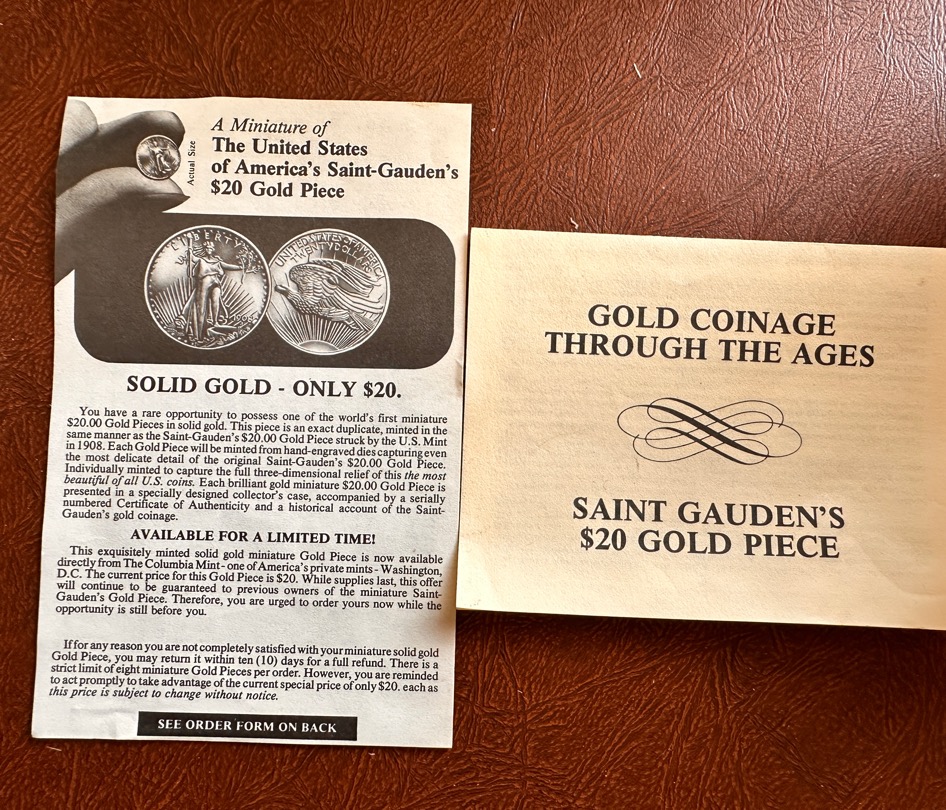 Actual Size
A Miniature of
The United States
of America's Saint-Gauden's
$20 Gold Piece
LIBERTY
UNITED STATES OF AMERICA
TWENTY DOLLARS
SOLID GOLD - ONLY $20.
You have a rare opportunity to possess one of the world's first miniature
$20.00 Gold Pieces in solid gold. This piece is an exact duplicate, minted in the
same manner as the Saint-Gauden's $20.00 Gold Piece struck by the U.S. Mint
in 1908. Each Gold Piece will be minted from hand-engraved dies capturing even
the most delicate detail of the original Saint-Gauden's $20.00 Gold Piece.
Individually minted to capture the full three-dimensional relief of this the most
beautiful of all U.S. coins. Each brilliant gold miniature $20.00 Gold Piece is
presented in a specially designed collector's case, accompanied by a serially
numbered Certificate of Authenticity and a historical account of the Saint-
Gauden's gold coinage.
AVAILABLE FOR A LIMITED TIME!
This exquisitely minted solid gold miniature Gold Piece is now available
directly from The Columbia Mint - one of America's private mints - Washington,
D.C. The current price for this Gold Piece is $20. While supplies last, this offer
will continue to be guaranteed to previous owners of the miniature Saint-
Gauden's Gold Piece. Therefore, you are urged to order yours now while the
opportunity is still before you.
If for any reason you are not completely satisfied with your miniature solid gold
Gold Piece, you may return it within ten (10) days for a full refund. There is a
strict limit of eight miniature Gold Pieces per order. However, you are reminded
to act promptly to take advantage of the current special price of only $20. each as
this price is subject to change without notice.
SEE ORDER FORM ON BACK
GOLD COINAGE
THROUGH THE AGES
SAINT GAUDEN'S
$20 GOLD PIECE